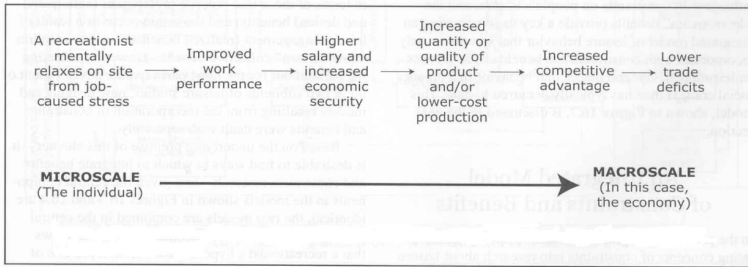 A recreationist
mentally
relaxes on site
from job-
caused stress
Improved
work
performance
Higher
salary and
increased
economic
security
Increased
quantity or
quality of
product
and/or
lower-cost
production
Increased
competitive
advantage
Lower
trade
deficits
MICROSCALE
(The individual)
MACROSCALE
(In this case,
the economy)